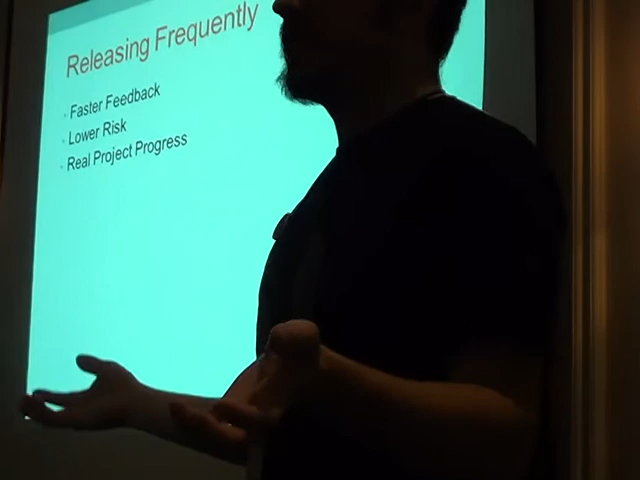 Releasing Frequently
Faster Feedback
Lower Risk
Real Project Progress